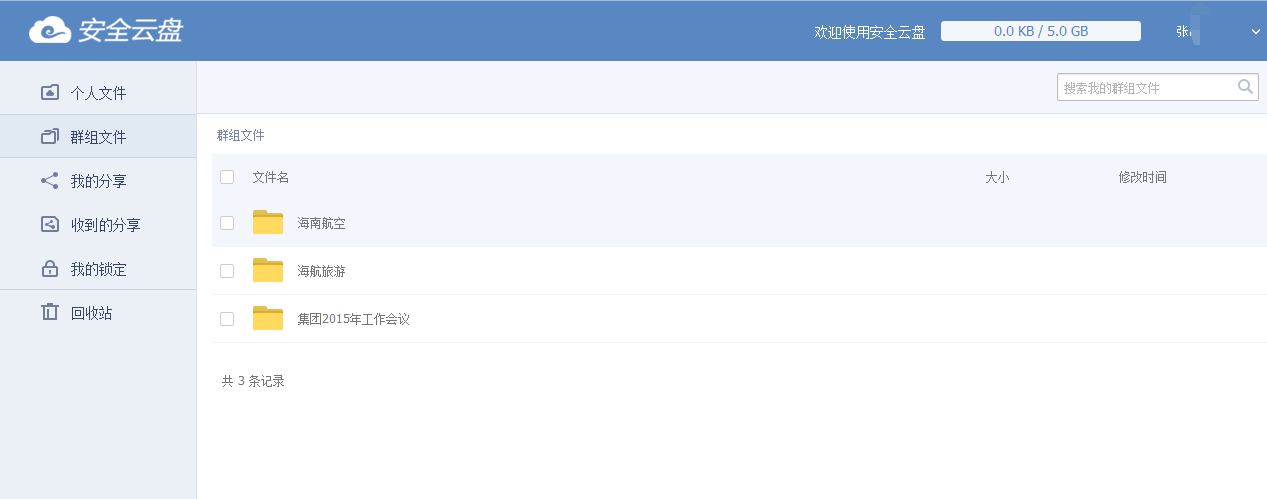 安全云盘
欢迎使用安全云盘
0.0 KB / 5.0 GB
张
个人文件
群组文件
我的分享
收到的分享
我的锁定
回收站
搜索我的群组文件
群组文件
文件名 大小 修改时间
海南航空
海航旅游
集团2015年工作会议
共 3 条记录